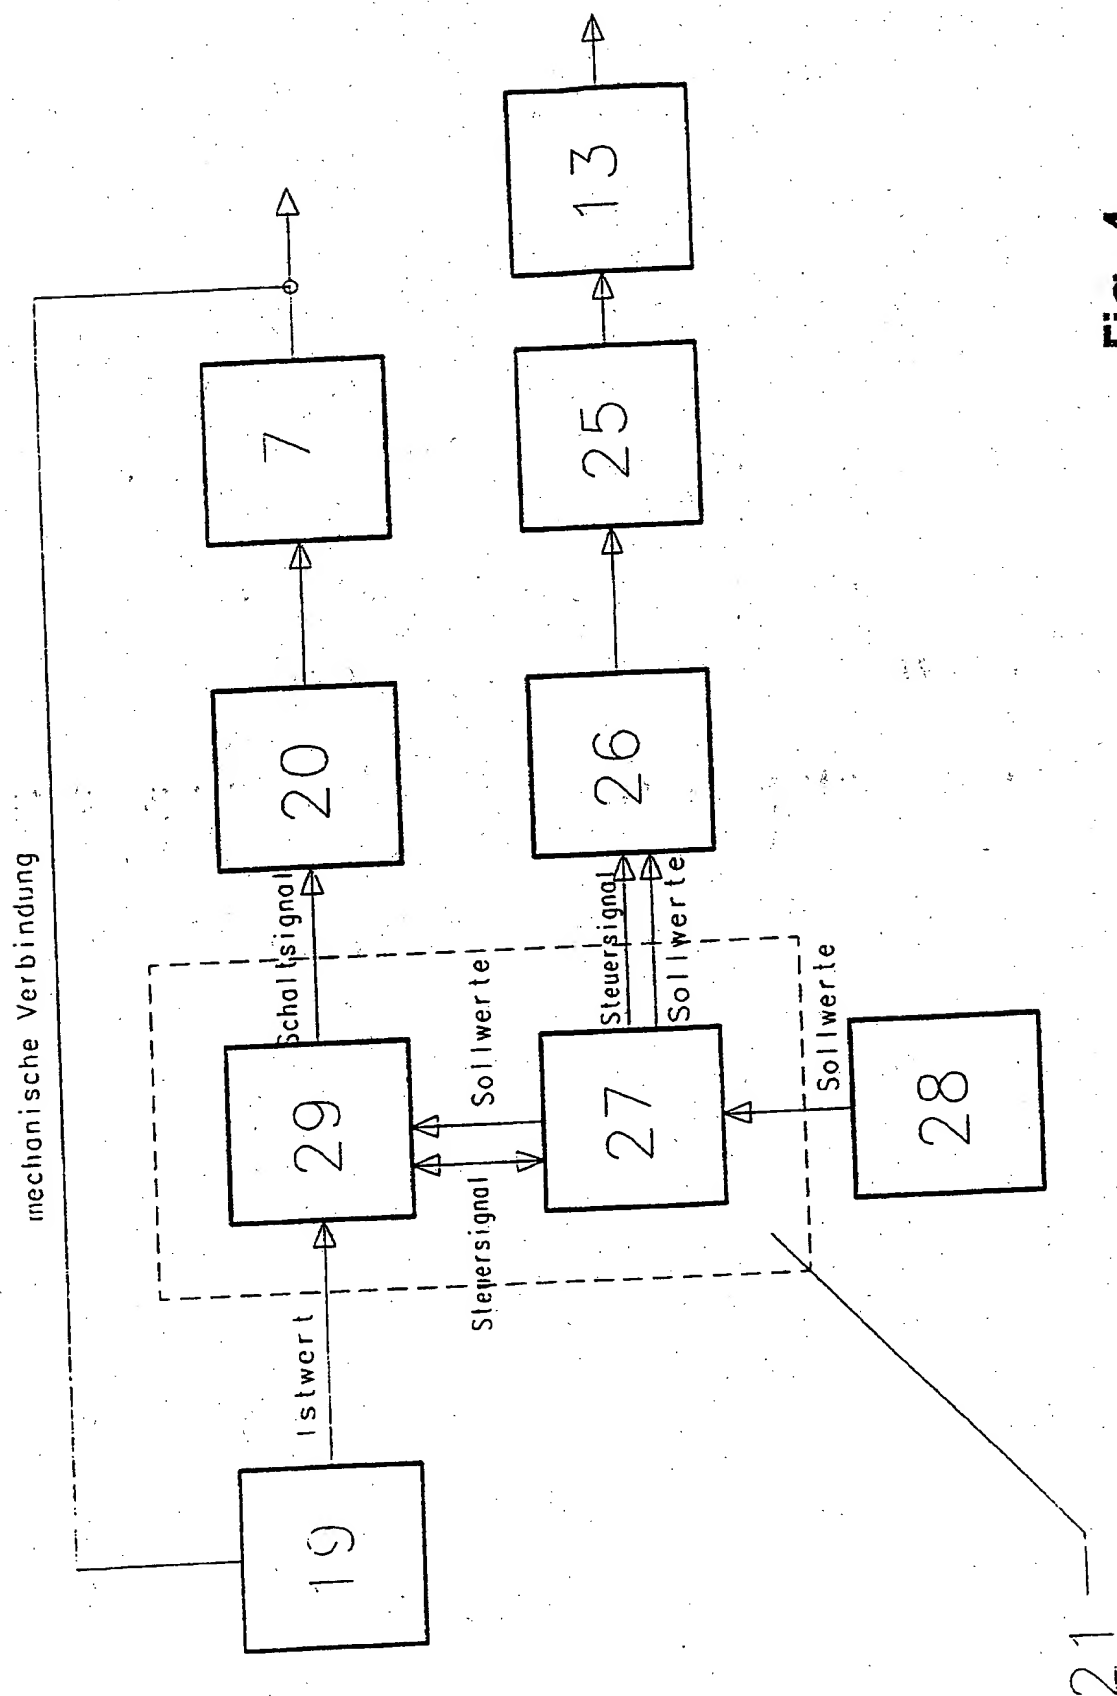 mechanische Verbindung
19
Istwert
29
Schaltsignal
20
7
Steuersignal
Sollwerte
27
Steuersignal
Sollwerte
26
25
13
Sollwerte
28
21